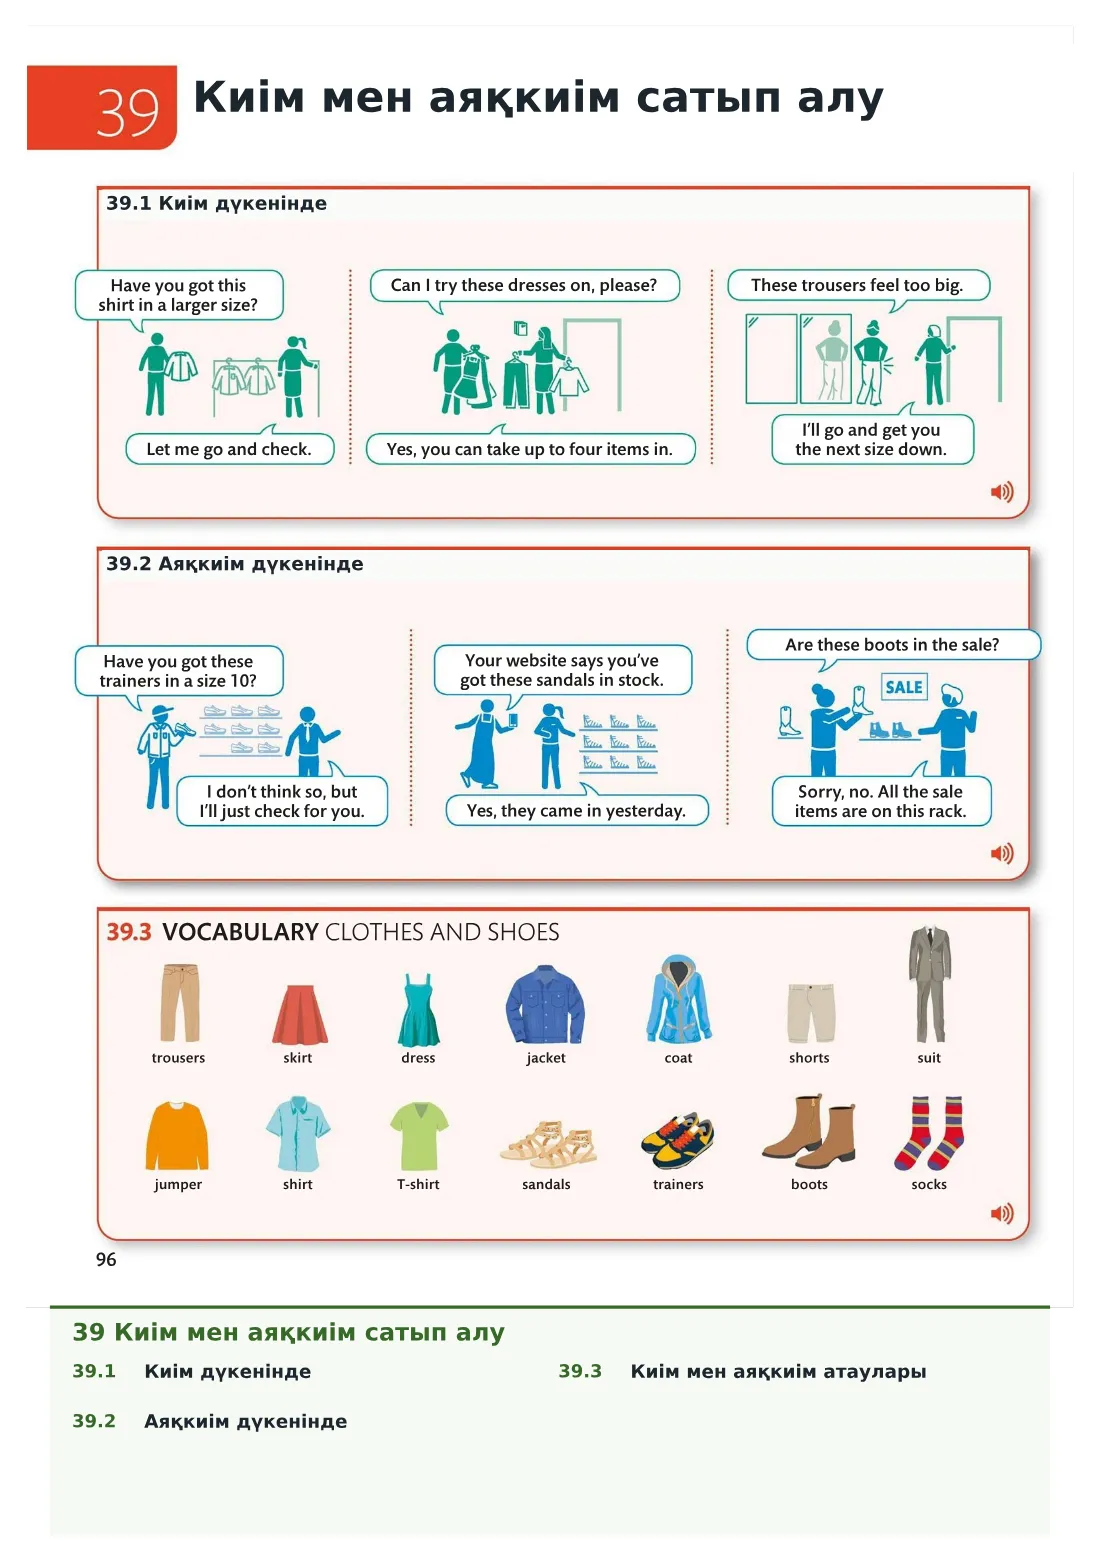 39
Киім мен аяқкиім сатып алу
39.1 Киім дүкенінде
Have you got this
shirt in a larger size?
Let me go and check.
Can I try these dresses on, please?
Yes, you can take up to four items in.
These trousers feel too big.
I'll go and get you
the next size down.
39.2 Аяқкиім дүкенінде
Have you got these
trainers in a size 10?
I don't think so, but
I'll just check for you.
Your website says you've
got these sandals in stock.
Yes, they came in yesterday.
Are these boots in the sale?
SALE
Sorry, no. All the sale
items are on this rack.
39.3 VOCABULARY CLOTHES AND SHOES
trousers
skirt
dress
jacket
coat
shorts
suit
jumper
shirt
T-shirt
sandals
trainers
boots
socks
96
39 Киім мен аяқкиім сатып алу
39.1 Киім дүкенінде
39.2 Аяқкиім дүкенінде
39.3 Киім мен аяқкиім атаулары